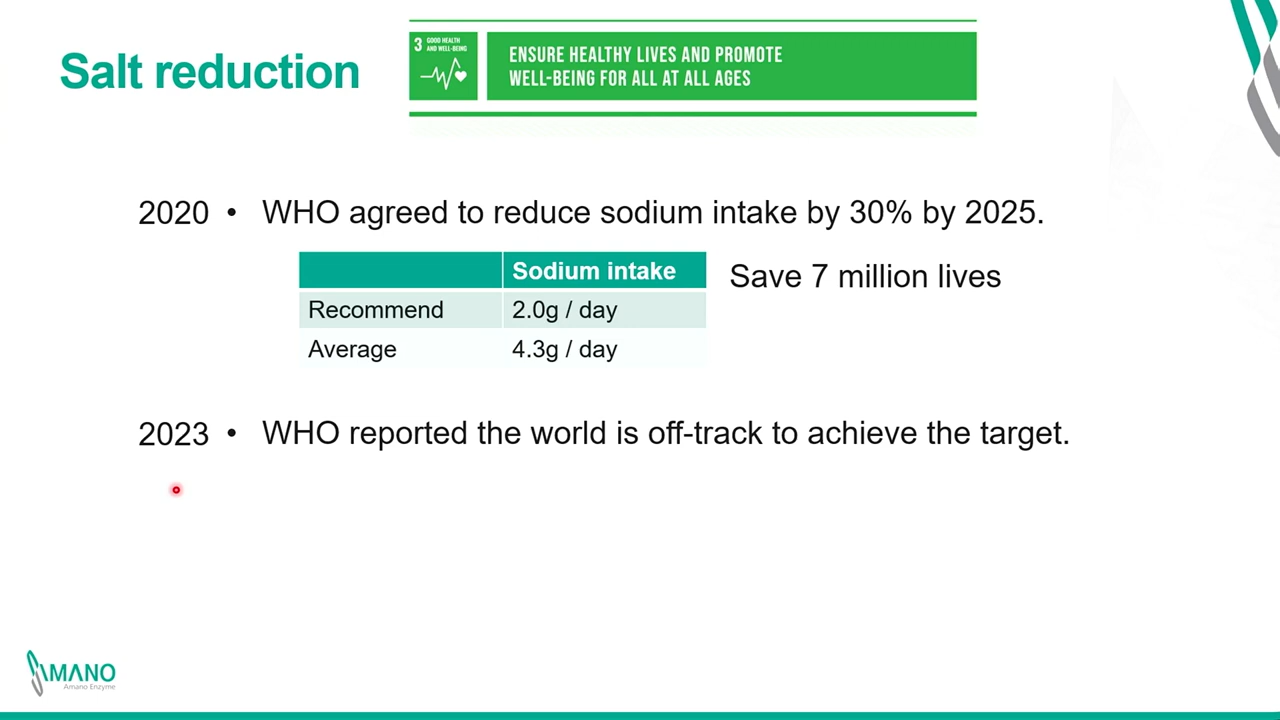 Salt reduction
3 GOOD HEALTH
AND WELL-BEING
ENSURE HEALTHY LIVES AND PROMOTE
WELL-BEING FOR ALL AT ALL AGES
2020 • WHO agreed to reduce sodium intake by 30% by 2025.
Sodium intake
Recommend 2.0g / day
Average 4.3g / day
Save 7 million lives
2023 • WHO reported the world is off-track to achieve the target.
AMANO
Amano Enzyme